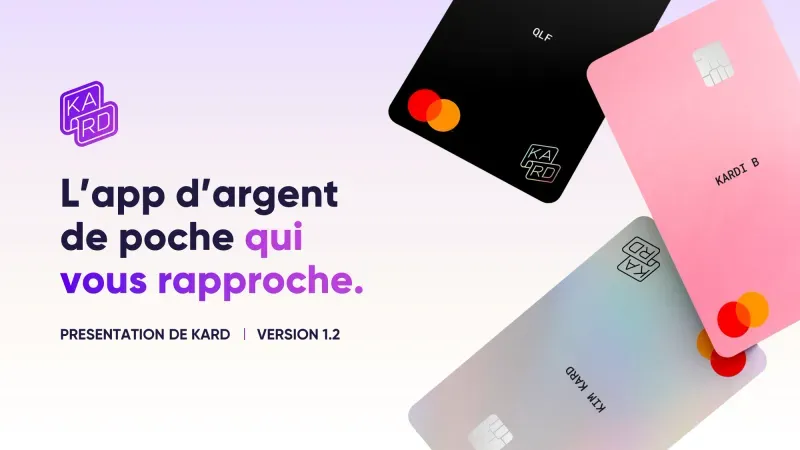 KA
RD
L’app d’argent
de poche qui
vous rapproche.
PRESENTATION DE KARD | VERSION 1.2
QLF
KA
RD
KARDI B
KA
RD
KIM KARD